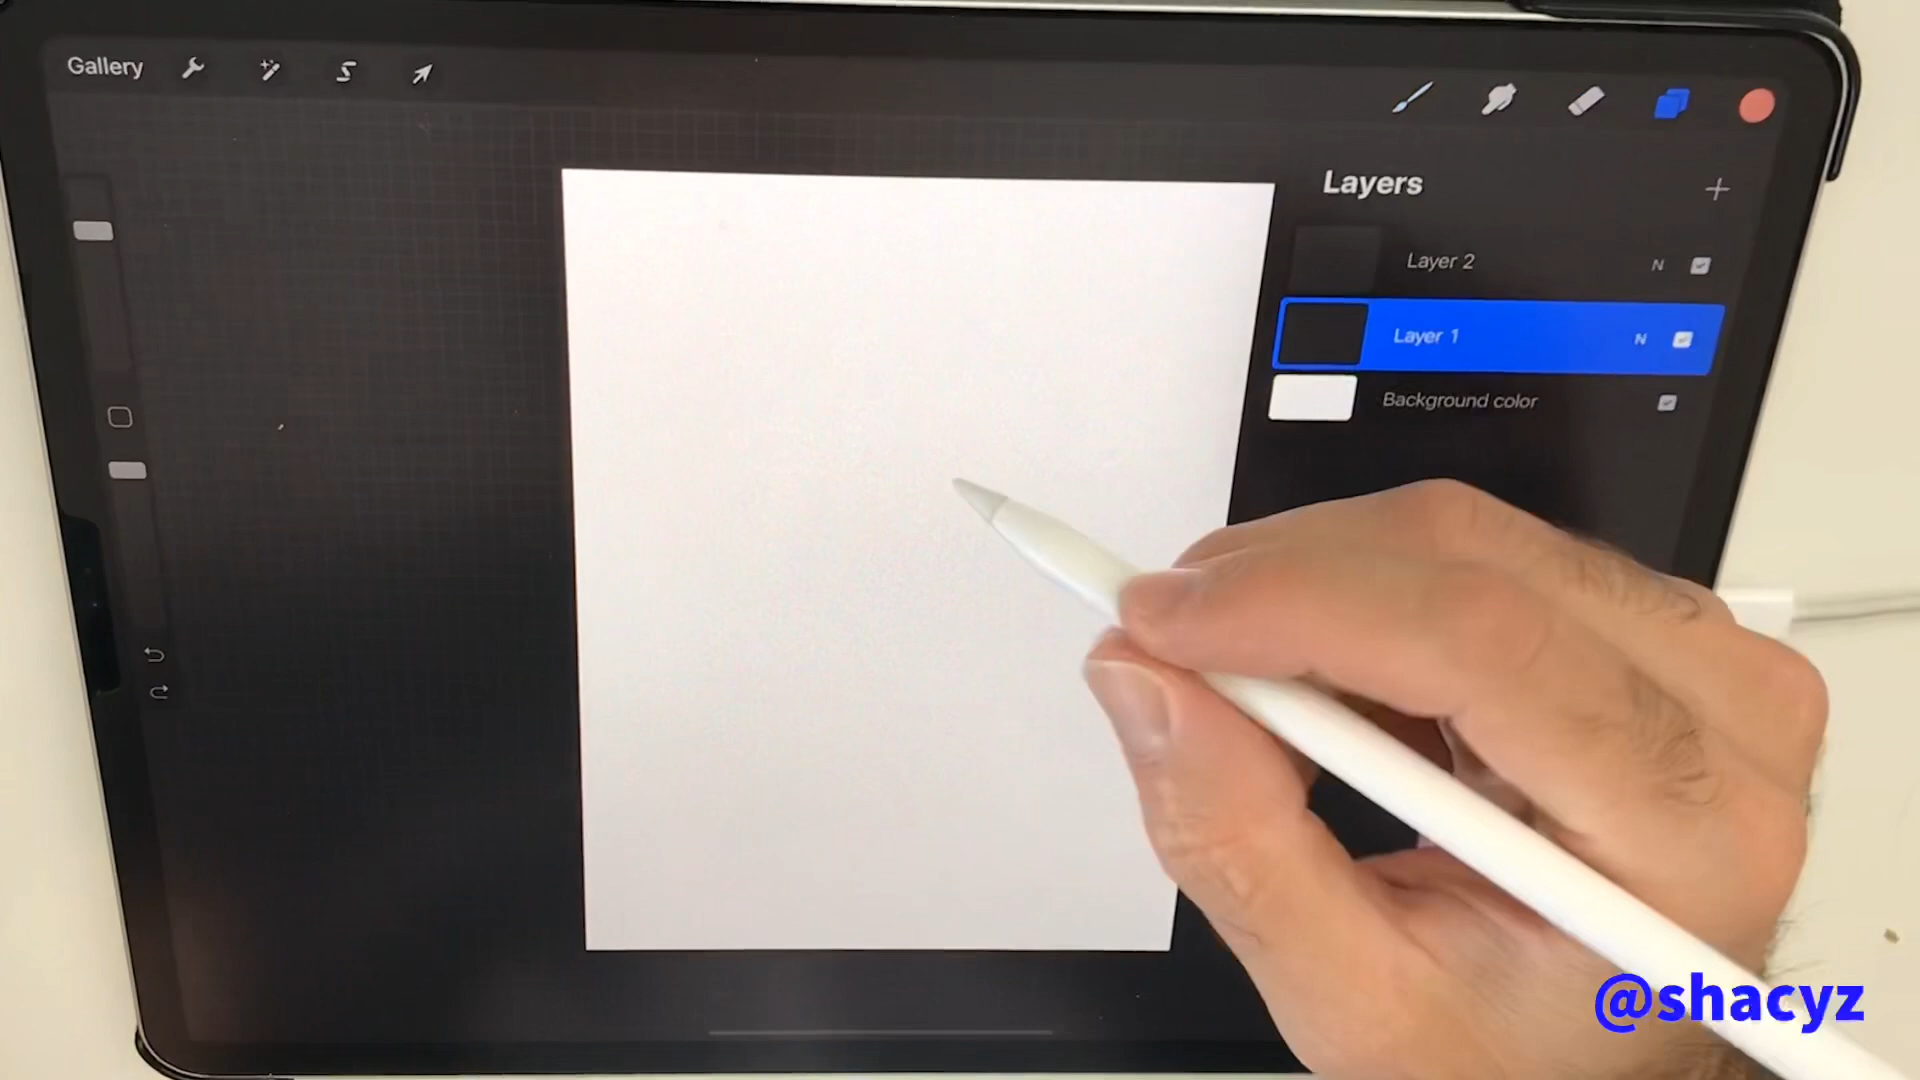 Gallery
Layers
Layer 2 N
Layer 1 N
Background color
@shacyz